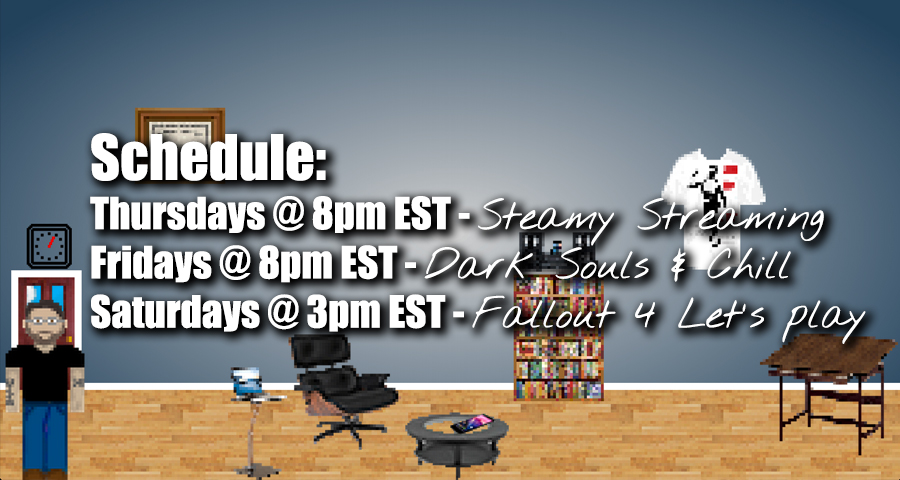 Schedule:
Thursdays @ 8pm EST - Steamy Streaming
Fridays @ 8pm EST - Dark Souls & Chill
Saturdays @ 3pm EST - Fallout 4 Let's play